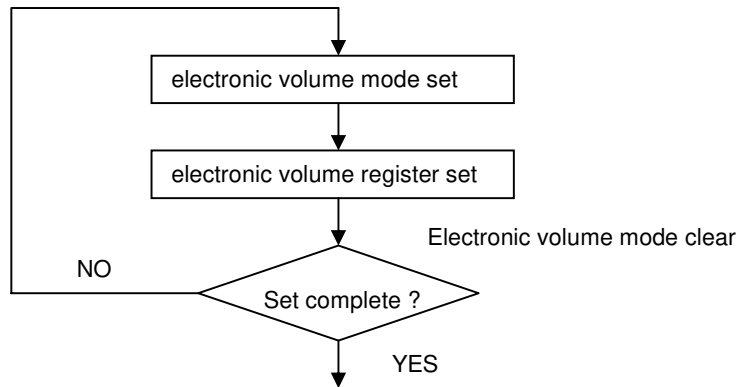 electronic volume mode set
electronic volume register set
Electronic volume mode clear
NO
Set complete ?
YES